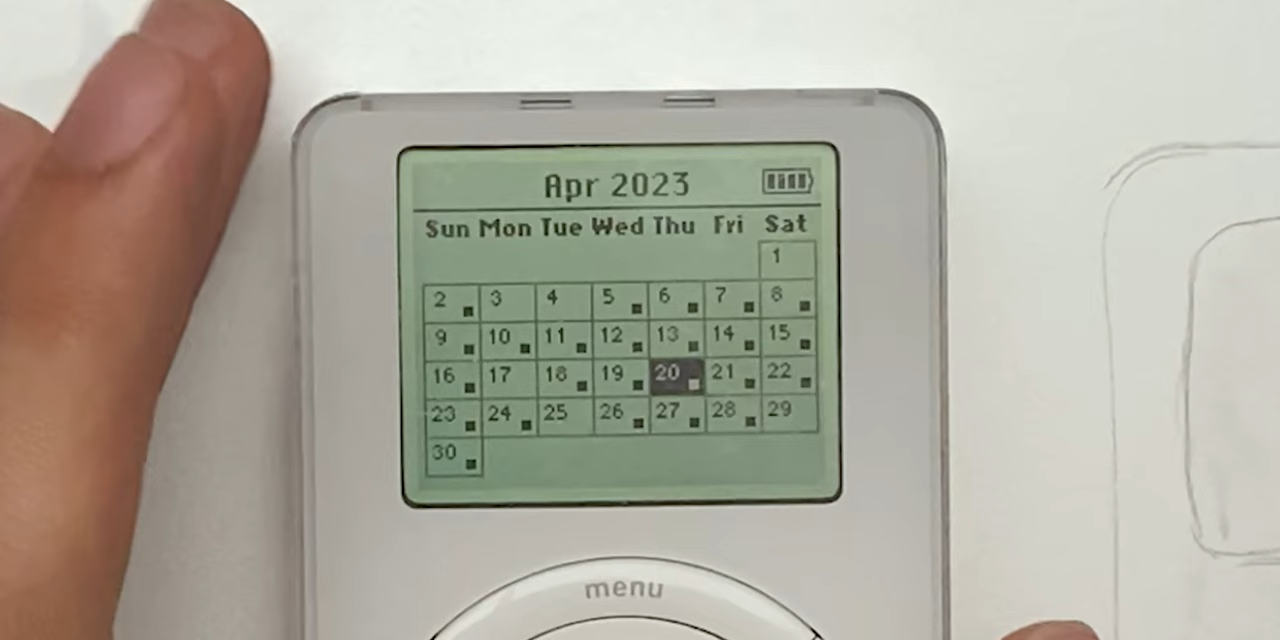 Apr 2023
Sun Mon Tue Wed Thu Fri Sat
1
2 3 4 5 6 7 8
9 10 11 12 13 14 15
16 17 18 19 20 21 22
23 24 25 26 27 28 29
30
menu